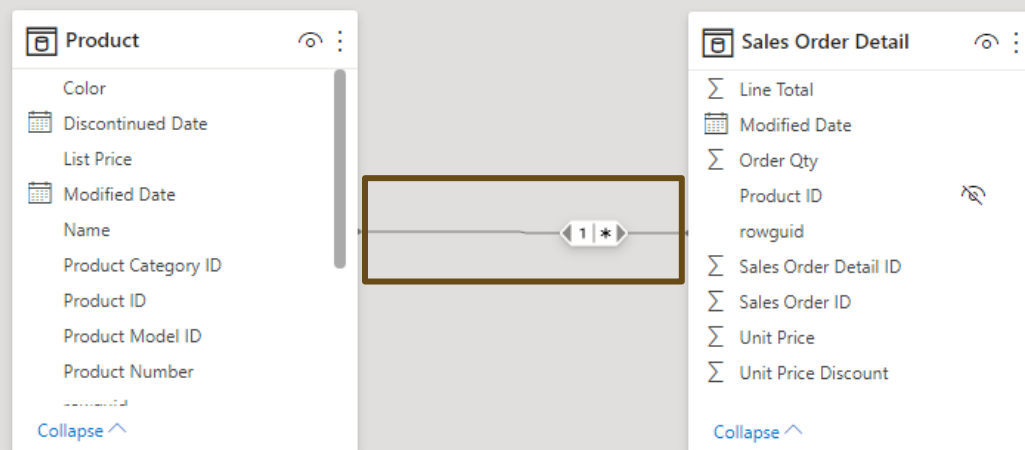 Product
Color
Discontinued Date
List Price
Modified Date
Name
Product Category ID
Product ID
Product Model ID
Product Number
Collapse
1 *
Sales Order Detail
Line Total
Modified Date
Order Qty
Product ID
rowguid
Sales Order Detail ID
Sales Order ID
Unit Price
Unit Price Discount
Collapse